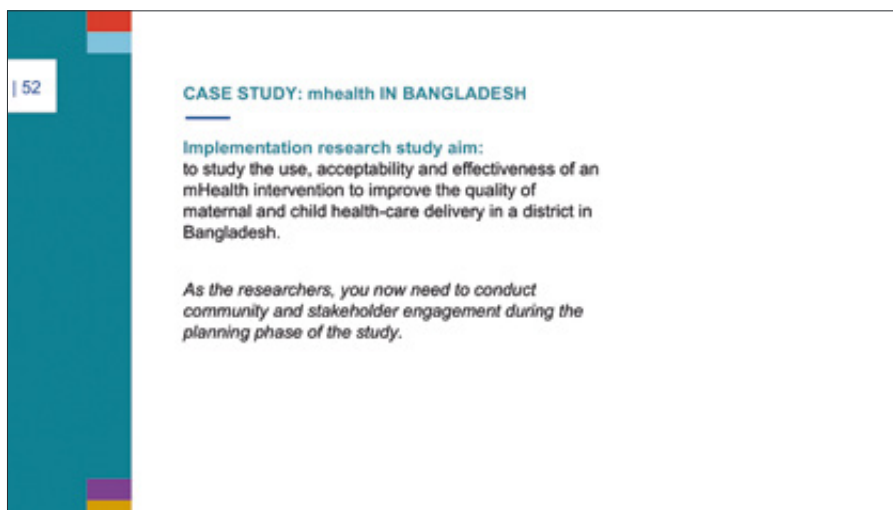 | 52
CASE STUDY: mhealth IN BANGLADESH
Implementation research study aim:
to study the use, acceptability and effectiveness of an
mHealth intervention to improve the quality of
maternal and child health-care delivery in a district in
Bangladesh.
As the researchers, you now need to conduct
community and stakeholder engagement during the
planning phase of the study.